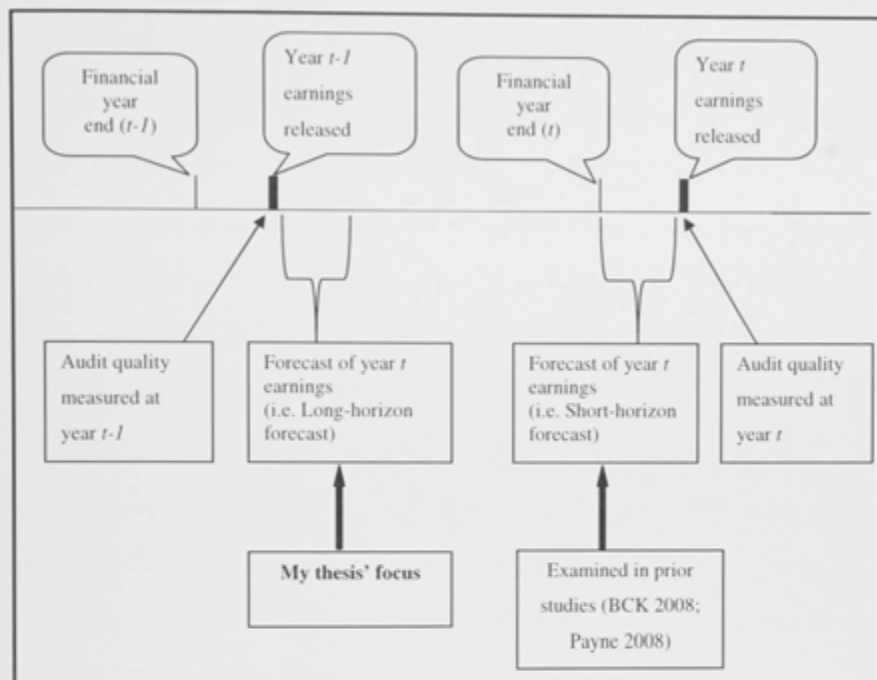 Financial
year
end (t-1)
Year t-1
earnings
released
Financial
year
end (t)
Year t
earnings
released
Audit quality
measured at
year t-1
Forecast of year t
earnings
(i.e. Long-horizon
forecast)
Forecast of year t
earnings
(i.e. Short-horizon
forecast)
Audit quality
measured at
year t
My thesis' focus
Examined in prior
studies (BCK 2008;
Payne 2008)